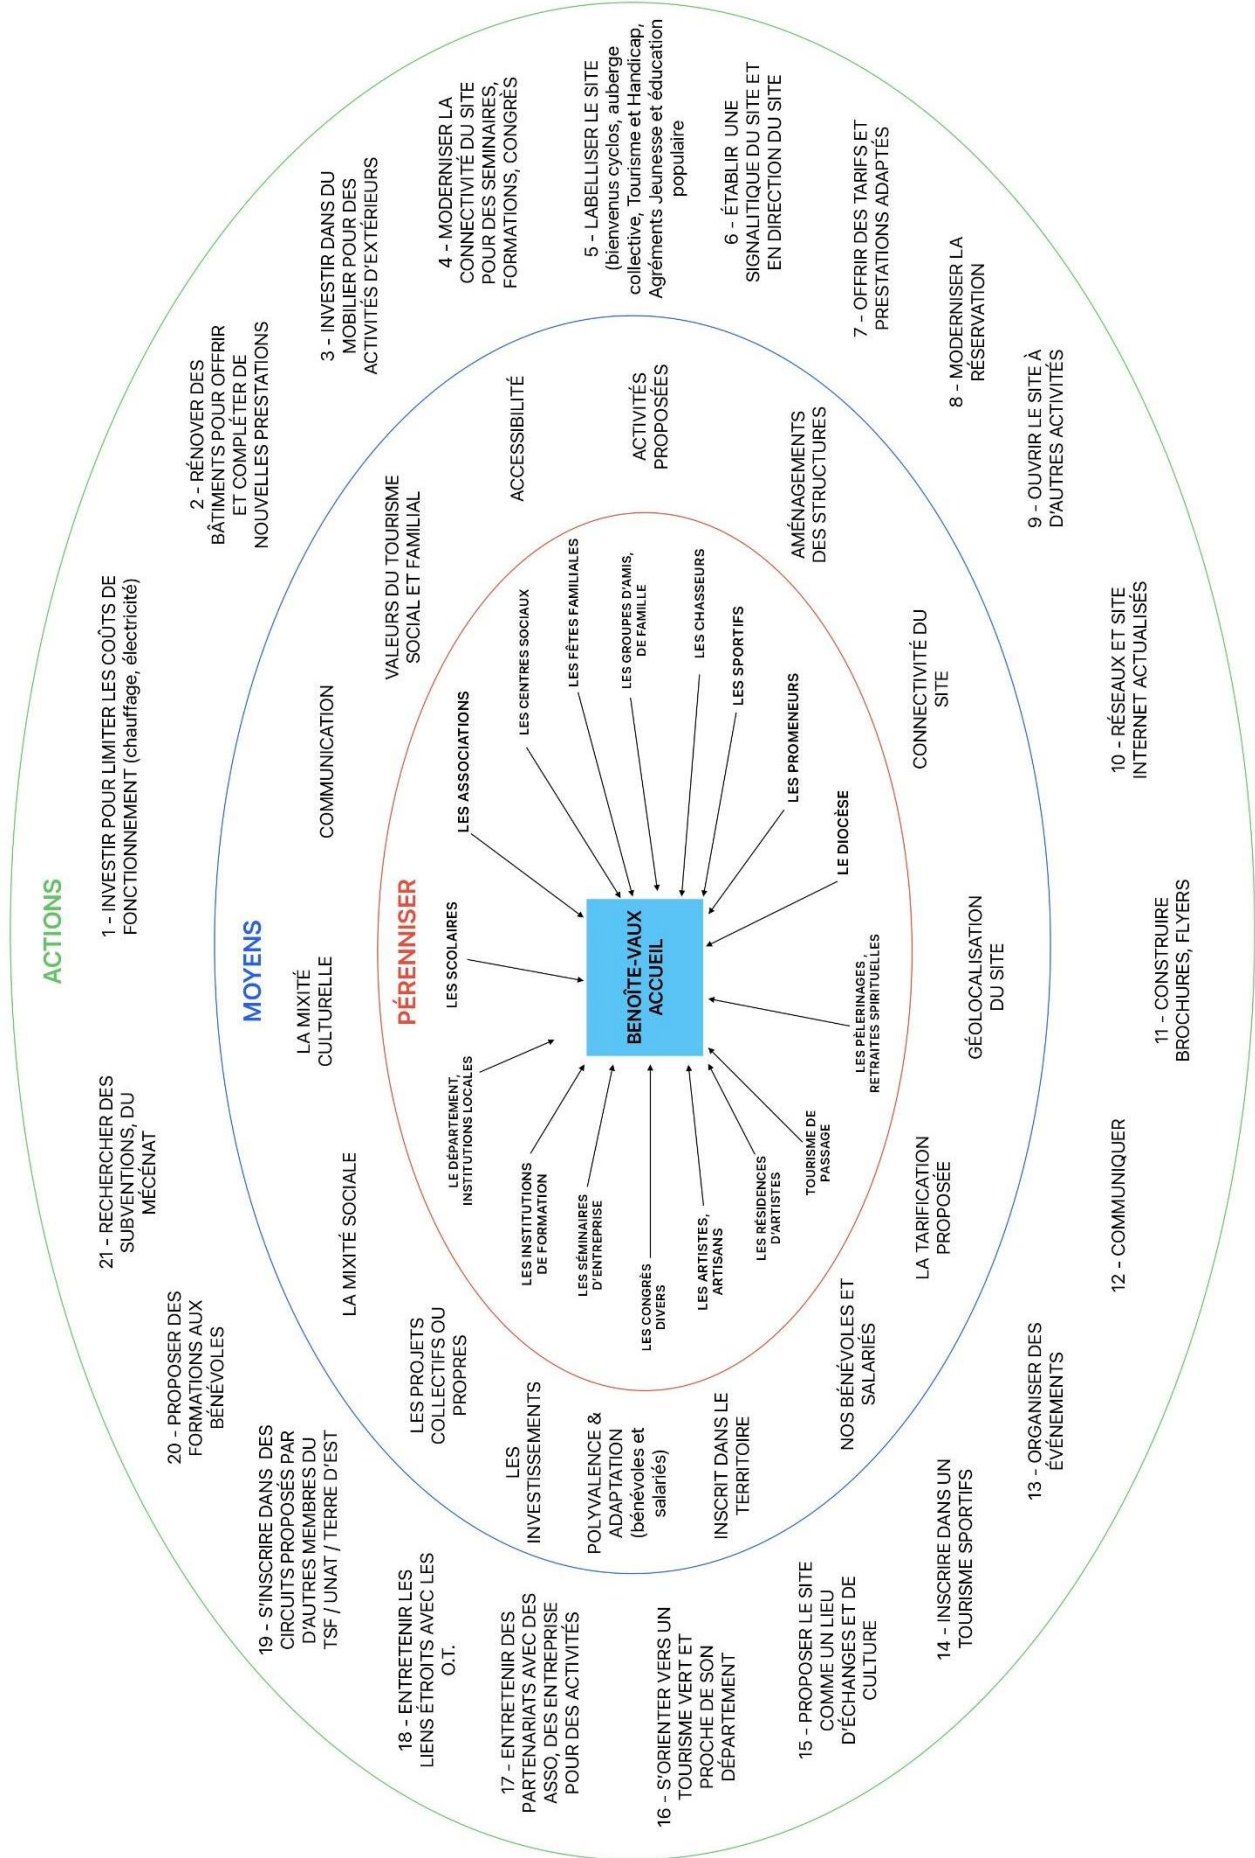 ACTIONS
1 - INVESTIR POUR LIMITER LES COÛTS DE
FONCTIONNEMENT (chauffage, électricité)
2 - RÉNOVER DES
BÂTIMENTS POUR OFFRIR
ET COMPLÉTER DE
NOUVELLES PRESTATIONS
3 - INVESTIR DANS DU
MOBILIER POUR DES
ACTIVITÉS D'EXTÉRIEURS
4 - MODERNISER LA
CONNECTIVITÉ DU SITE
POUR DES SEMINAIRES,
FORMATIONS, CONGRÈS
5 - LABELLISER LE SITE
(bienvenus cyclos, auberge
collective, Tourisme et Handicap,
Agréments Jeunesse et éducation
populaire
6 - ÉTABLIR UNE
SIGNALITIQUE DU SITE ET
EN DIRECTION DU SITE
7 - OFFRIR DES TARIFS ET
PRESTATIONS ADAPTÉS
8 - MODERNISER LA
RÉSERVATION
9 - OUVRIR LE SITE À
D'AUTRES ACTIVITÉS
10 - RÉSEAUX ET SITE
INTERNET ACTUALISÉS
11 - CONSTRUIRE
BROCHURES, FLYERS
12 - COMMUNIQUER
13 - ORGANISER DES
ÉVÉNEMENTS
14 - INSCRIRE DANS UN
TOURISME SPORTIFS
15 - PROPOSER LE SITE
COMME UN LIEU
D'ÉCHANGES ET DE
CULTURE
16 - S'ORIENTER VERS UN
TOURISME VERT ET
PROCHE DE SON
DÉPARTEMENT
17 - ENTRETENIR DES
PARTENARIATS AVEC DES
ASSO, DES ENTREPRISE
POUR DES ACTIVITÉS
18 - ENTRETENIR LES
LIENS ÉTROITS AVEC LES
O.T.
19 - S'INSCRIRE DANS DES
CIRCUITS PROPOSÉS PAR
D'AUTRES MEMBRES DU
TSF / UNAT / TERRE D'EST
20 - PROPOSER DES
FORMATIONS AUX
BÉNÉVOLES
21 - RECHERCHER DES
SUBVENTIONS, DU
MÉCÉNAT
MOYENS
COMMUNICATION
VALEURS DU TOURISME
SOCIAL ET FAMILIAL
ACCESSIBILITÉ
ACTIVITÉS
PROPOSÉES
AMÉNAGEMENTS
DES STRUCTURES
CONNECTIVITÉ DU
SITE
GÉOLOCALISATION
DU SITE
LA TARIFICATION
PROPOSÉE
NOS BÉNÉVOLES ET
SALARIÉS
INSCRIT DANS LE
TERRITOIRE
POLYVALENCE &
ADAPTATION
(bénévoles et
salariés)
LES
INVESTISSEMENTS
LES PROJETS
COLLECTIFS OU
PROPRES
LA MIXITÉ SOCIALE
LA MIXITÉ
CULTURELLE
PÉRENNISER
LES SCOLAIRES
LES ASSOCIATIONS
LES CENTRES SOCIAUX
LES FÊTES FAMILIALES
LES GROUPES D'AMIS,
DE FAMILLE
LES CHASSEURS
LES SPORTIFS
LES PROMENEURS
LE DIOCÈSE
LES PÈLERINAGES,
RETRAITES SPIRITUELLES
TOURISME DE
PASSAGE
LES RÉSIDENCES
D'ARTISTES
LES ARTISTES,
ARTISANS
LES CONGRÈS
DIVERS
LES SÉMINAIRES
D'ENTREPRISE
LES INSTITUTIONS
DE FORMATION
LE DÉPARTEMENT,
INSTITUTIONS LOCALES
BENOÎTE-VAUX
ACCUEIL